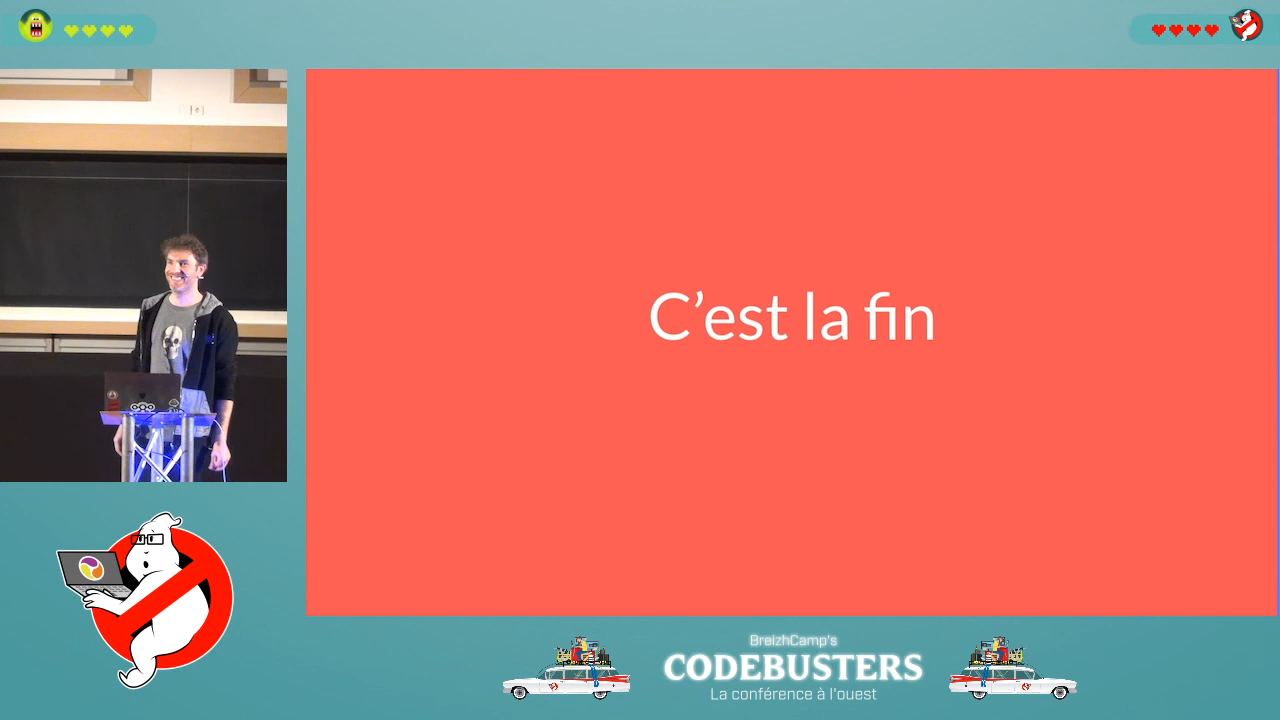 C’est la fin
BreizhCamp's
CODEBUSTERS
La conférence à l'ouest